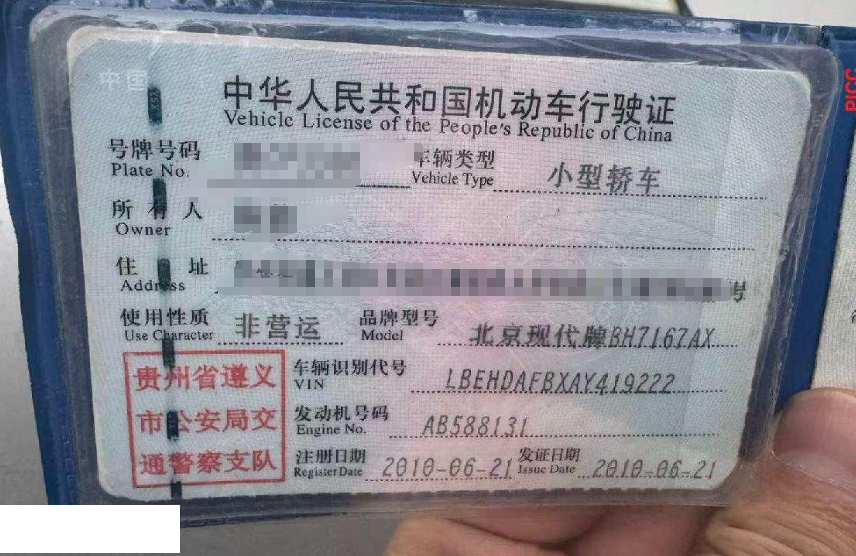 中国
中华人民共和国机动车行驶证
Vehicle License of the People's Republic of China
号牌号码
Plate No.
车辆类型 小型轿车
Vehicle Type
所有人
Owner
住址 号
Address
使用性质 非营运
Use Character
品牌型号 北京现代牌BH7167AX
Model
贵州省遵义
市公安局交
通警察支队
车辆识别代号 LBEHDAFBXAY419222
VIN
发动机号码 AB588131
Engine No.
注册日期 2010-06-21
Register Date
发证日期 2010-06-21
Issue Date
PICC